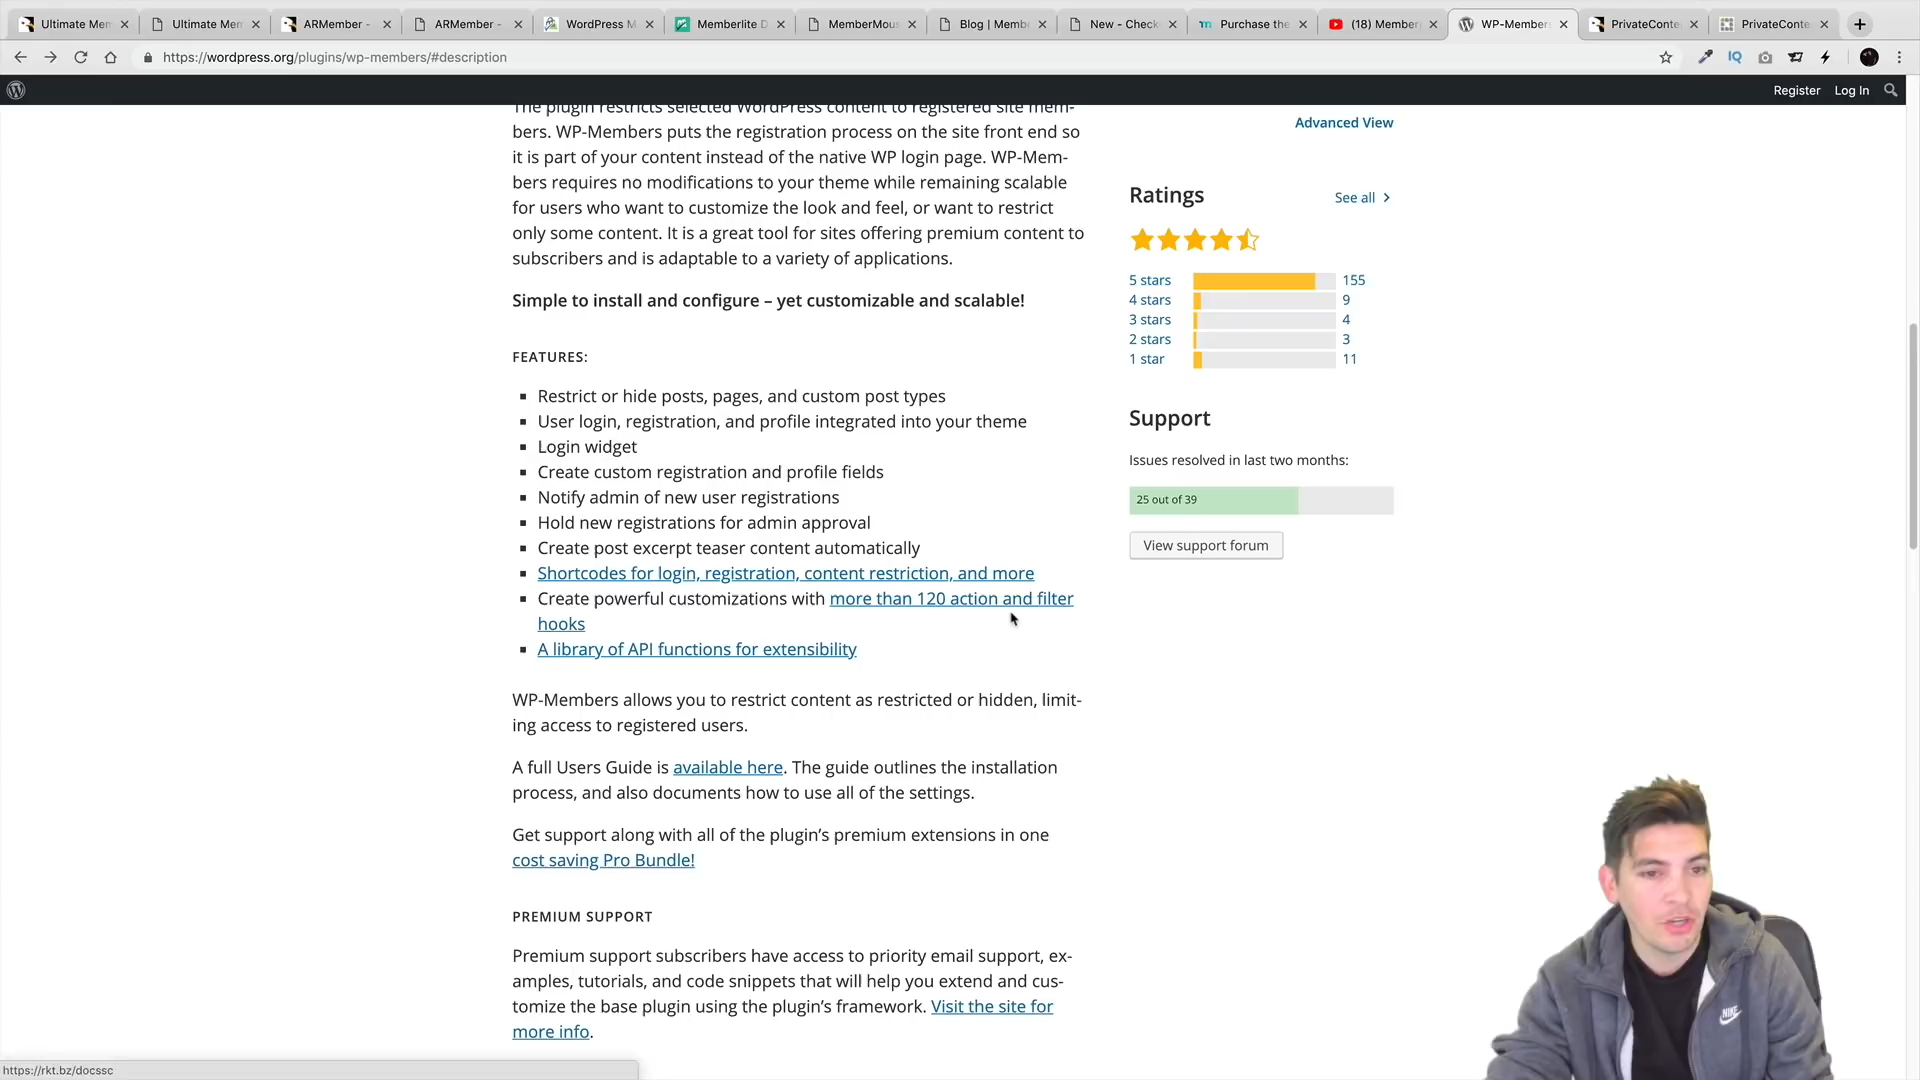 Ultimate Mem
Ultimate Mem
ARMember -
ARMember -
WordPress M
Memberlite D
MemberMous
Blog | Membe
New - Checko
Purchase the
(18) Member
WP-Members
PrivateConte
PrivateConte
https://wordpress.org/plugins/wp-members/#description
IQ
Register Log In
The plugin restricts selected WordPress content to registered site mem-
bers. WP-Members puts the registration process on the site front end so
it is part of your content instead of the native WP login page. WP-Mem-
bers requires no modifications to your theme while remaining scalable
for users who want to customize the look and feel, or want to restrict
only some content. It is a great tool for sites offering premium content to
subscribers and is adaptable to a variety of applications.
Simple to install and configure – yet customizable and scalable!
FEATURES:
▪ Restrict or hide posts, pages, and custom post types
▪ User login, registration, and profile integrated into your theme
▪ Login widget
▪ Create custom registration and profile fields
▪ Notify admin of new user registrations
▪ Hold new registrations for admin approval
▪ Create post excerpt teaser content automatically
▪ Shortcodes for login, registration, content restriction, and more
▪ Create powerful customizations with more than 120 action and filter
hooks
▪ A library of API functions for extensibility
WP-Members allows you to restrict content as restricted or hidden, limit-
ing access to registered users.
A full Users Guide is available here. The guide outlines the installation
process, and also documents how to use all of the settings.
Get support along with all of the plugin's premium extensions in one
cost saving Pro Bundle!
PREMIUM SUPPORT
Premium support subscribers have access to priority email support, ex-
amples, tutorials, and code snippets that will help you extend and cus-
tomize the base plugin using the plugin's framework. Visit the site for
more info.
Advanced View
Ratings
See all
5 stars 155
4 stars 9
3 stars 4
2 stars 3
1 star 11
Support
Issues resolved in last two months:
25 out of 39
View support forum
NIKE
https://rkt.bz/docssc